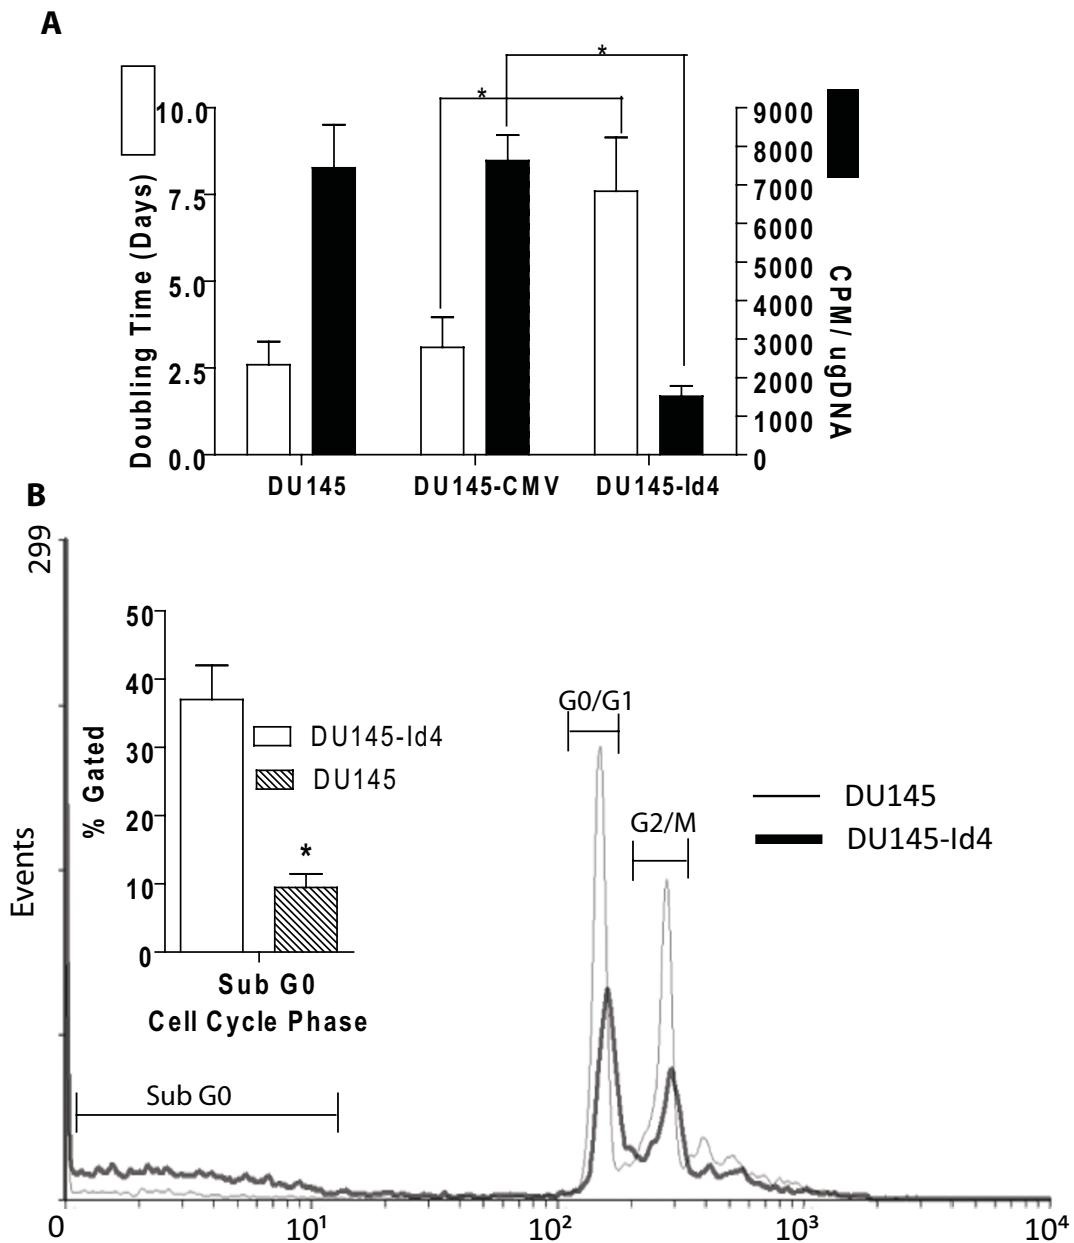 A
*
*
10.0
7.5
5.0
2.5
0.0
Doubling Time (Days)
9000
8000
7000
6000
5000
4000
3000
2000
1000
0
CPM/ ugDNA
DU145
DU145-CMV
DU145-Id4
B
299
Events
50
40
30
20
10
0
% Gated
DU145-Id4
DU145
*
Sub G0
Cell Cycle Phase
G0/G1
G2/M
DU145
DU145-Id4
Sub G0
0
10¹
10²
10³
10⁴